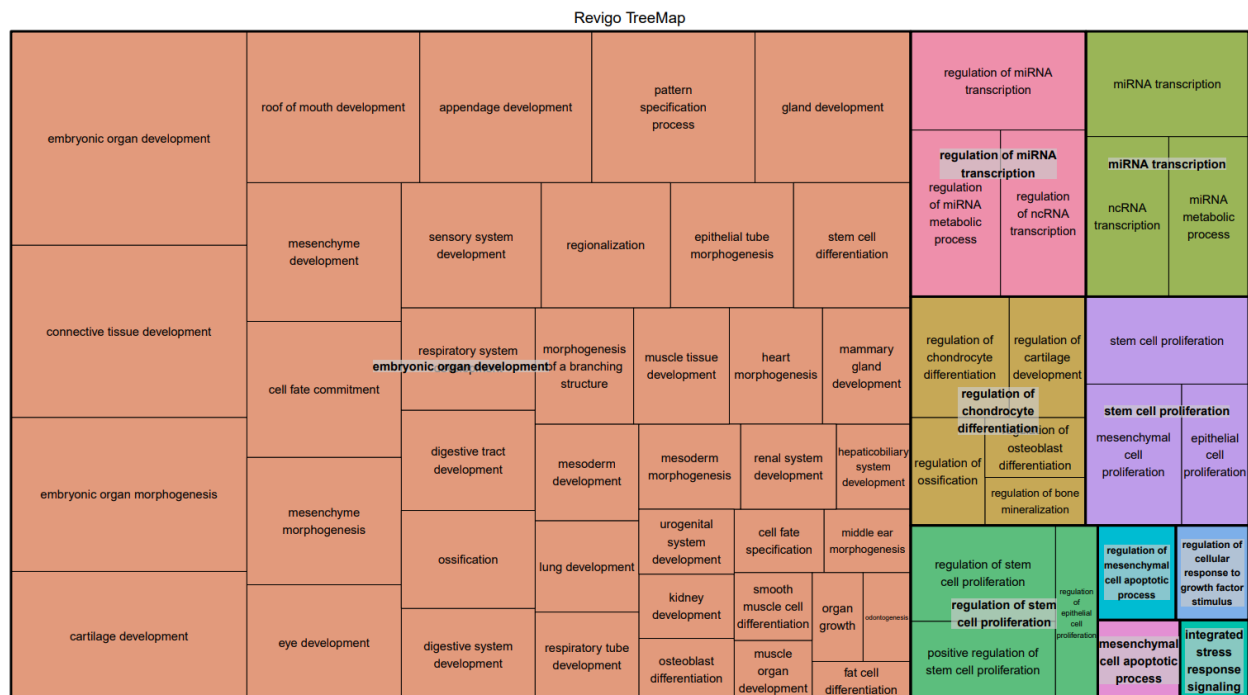 Revigo TreeMap
embryonic organ development
roof of mouth development
appendage development
pattern
specification
process
gland development
connective tissue development
embryonic organ morphogenesis
cartilage development
mesenchyme
development
sensory system
development
regionalization
epithelial tube
morphogenesis
stem cell
differentiation
cell fate commitment
mesenchyme
morphogenesis
eye development
respiratory system
embryonic organ development
morphogenesis
of a branching
structure
muscle tissue
development
heart
morphogenesis
mammary
gland development
digestive tract
development
ossification
digestive system
development
mesoderm
development
mesoderm
morphogenesis
renal system
development
hepaticobiliary
system
development
lung development
respiratory tube
development
urogenital
system
development
cell fate
specification
middle ear
morphogenesis
kidney
development
smooth
muscle cell
differentiation
organ
growth
odontogenesis
osteoblast
differentiation
muscle
organ
development
fat cell
differentiation
regulation of miRNA
transcription
regulation of miRNA
transcription
regulation
of miRNA
metabolic
process
regulation
of ncRNA
transcription
miRNA transcription
miRNA transcription
ncRNA
transcription
miRNA
metabolic
process
regulation of
chondrocyte
differentiation
regulation of
cartilage
development
regulation of
chondrocyte
differentiation
regulation of
ossification
regulation of
osteoblast
differentiation
regulation of bone
mineralization
stem cell proliferation
stem cell proliferation
mesenchymal
cell
proliferation
epithelial
cell
proliferation
regulation of stem
cell proliferation
regulation of stem
cell proliferation
positive regulation of
stem cell proliferation
regulation
of
epithelial
cell
proliferation
regulation of
mesenchymal
cell apoptotic
process
regulation of
cellular
response to
growth factor
stimulus
mesenchymal
cell apoptotic
process
integrated
stress
response
signaling